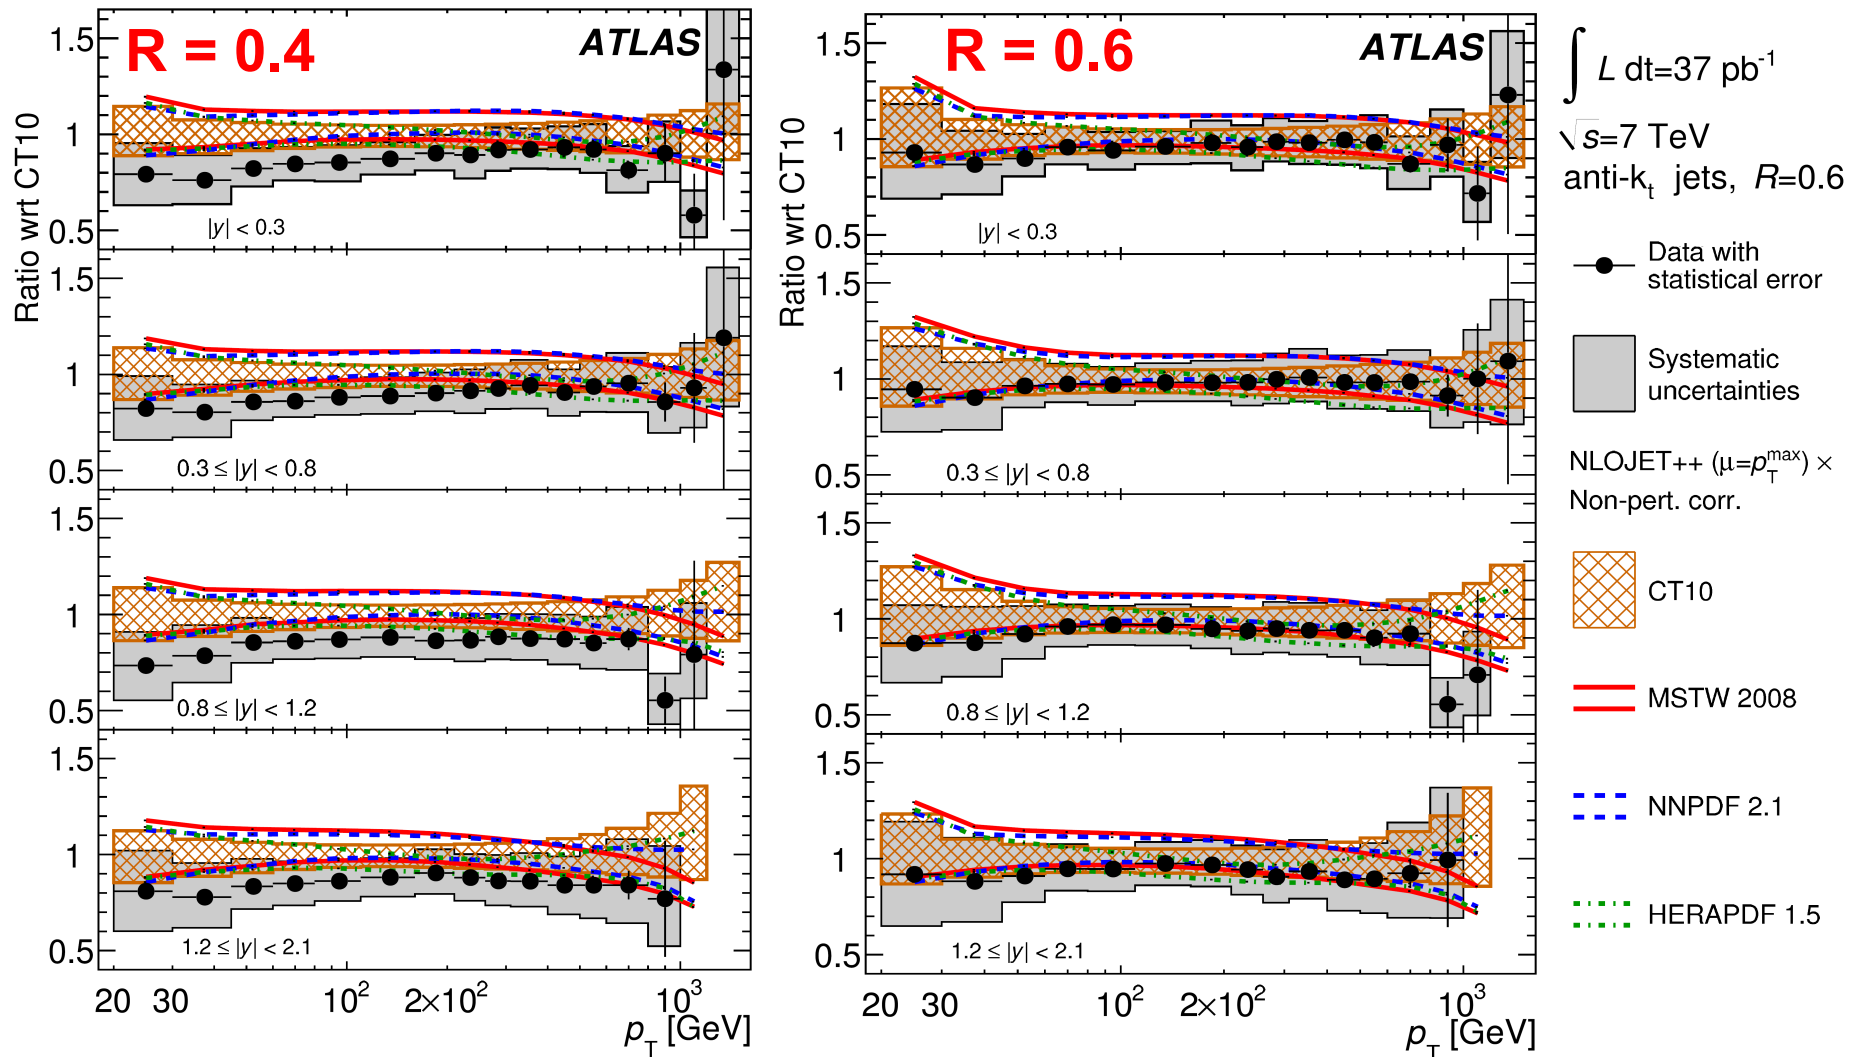 R = 0.4
ATLAS
Ratio wrt CT10
1.5
1
0.5
|y| < 0.3
1.5
1
0.5
0.3 ≤ |y| < 0.8
1.5
1
0.5
0.8 ≤ |y| < 1.2
1.5
1
0.5
1.2 ≤ |y| < 2.1
20 30 10² 2×10² 10³
p_T [GeV]
R = 0.6
ATLAS
Ratio wrt CT10
1.5
1
0.5
|y| < 0.3
1.5
1
0.5
0.3 ≤ |y| < 0.8
1.5
1
0.5
0.8 ≤ |y| < 1.2
1.5
1
0.5
1.2 ≤ |y| < 2.1
20 30 10² 2×10² 10³
p_T [GeV]
∫ L dt=37 pb⁻¹
√s=7 TeV
anti-k_t jets, R=0.6
Data with
statistical error
Systematic
uncertainties
NLOJET++ (μ=p_T^max) ×
Non-pert. corr.
CT10
MSTW 2008
NNPDF 2.1
HERAPDF 1.5